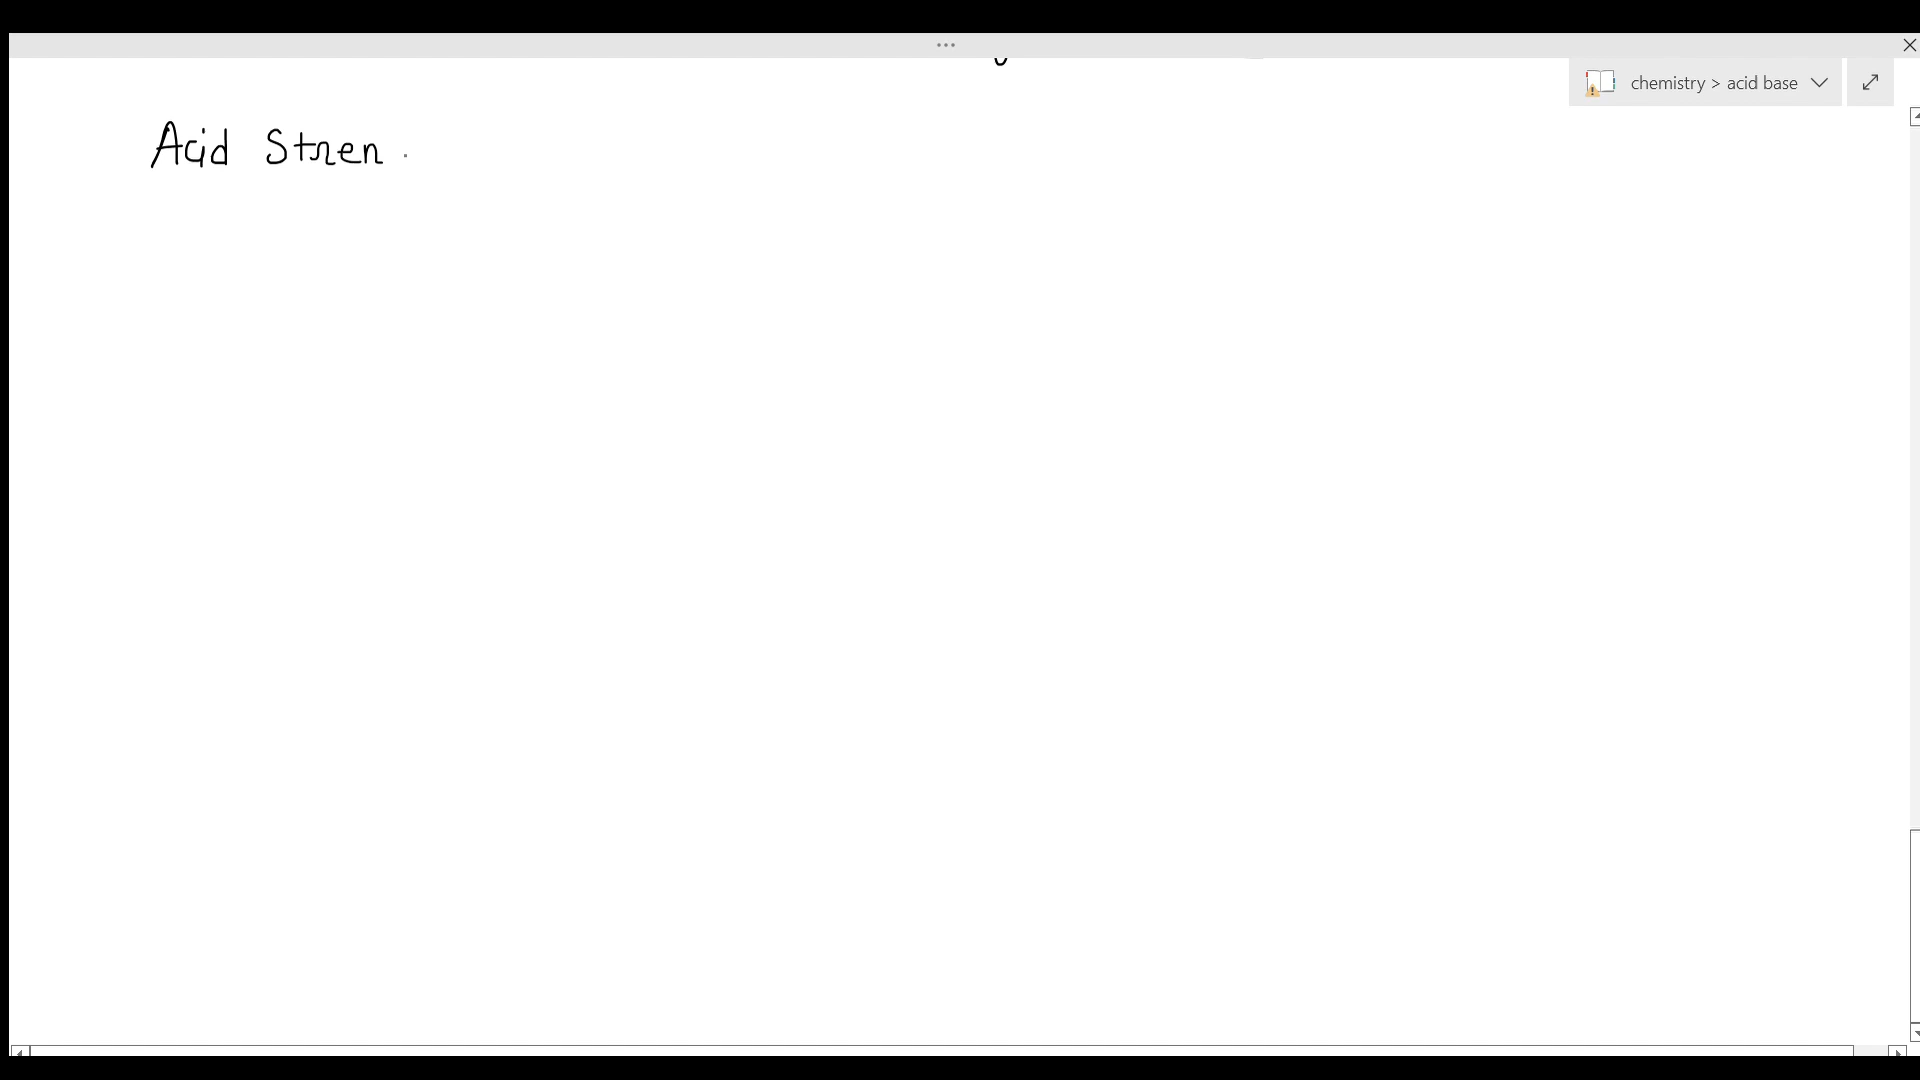 chemistry > acid base
Acid Stren